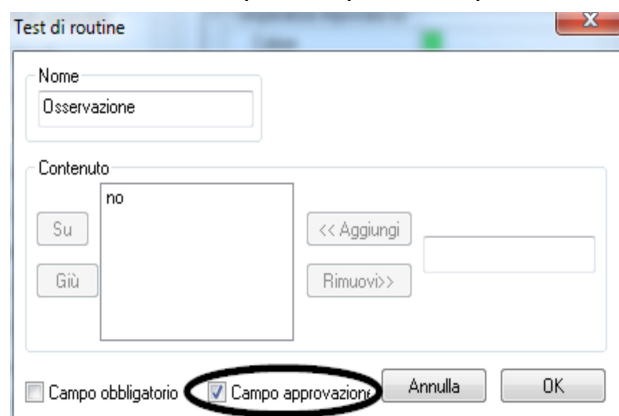 Test di routine
Nome
Osservazione
Contenuto
no
Su
Giù
<< Aggiungi
Rimuovi>>
Campo obbligatorio
Campo approvazione
Annulla
OK